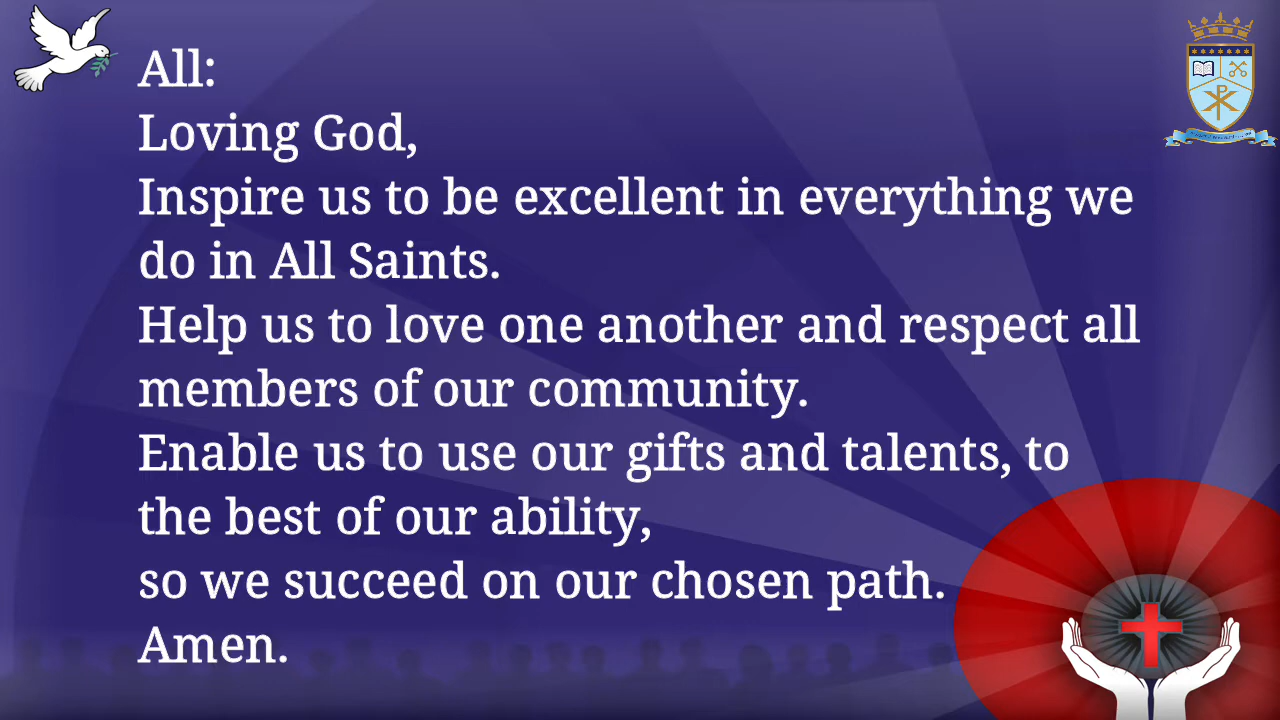 All:
Loving God,
Inspire us to be excellent in everything we
do in All Saints.
Help us to love one another and respect all
members of our community.
Enable us to use our gifts and talents, to
the best of our ability,
so we succeed on our chosen path.
Amen.